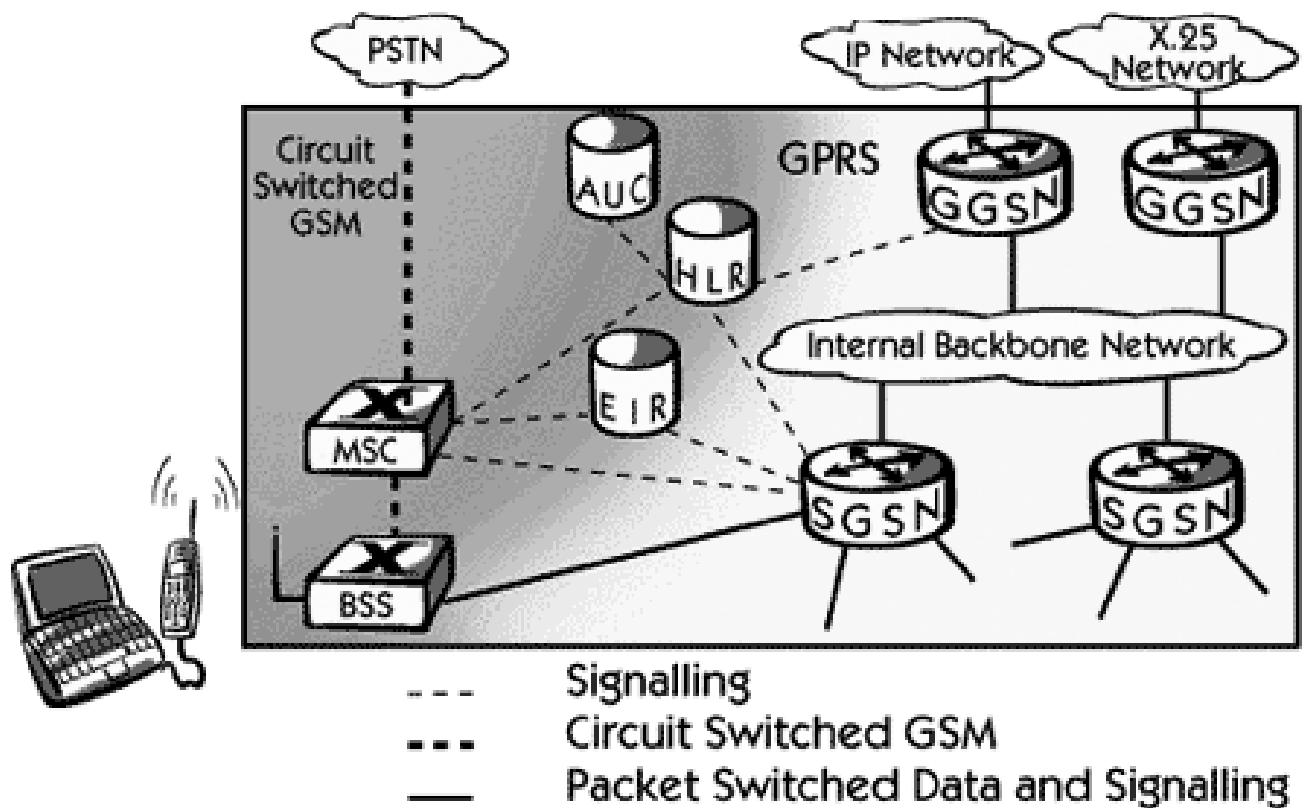 PSTN
IP Network
X.25
Network
Circuit
Switched
GSM
AUC
GPRS
GGSN
GGSN
HLR
Internal Backbone Network
EIR
MSC
SGSN
SGSN
BSS
Signalling
Circuit Switched GSM
Packet Switched Data and Signalling